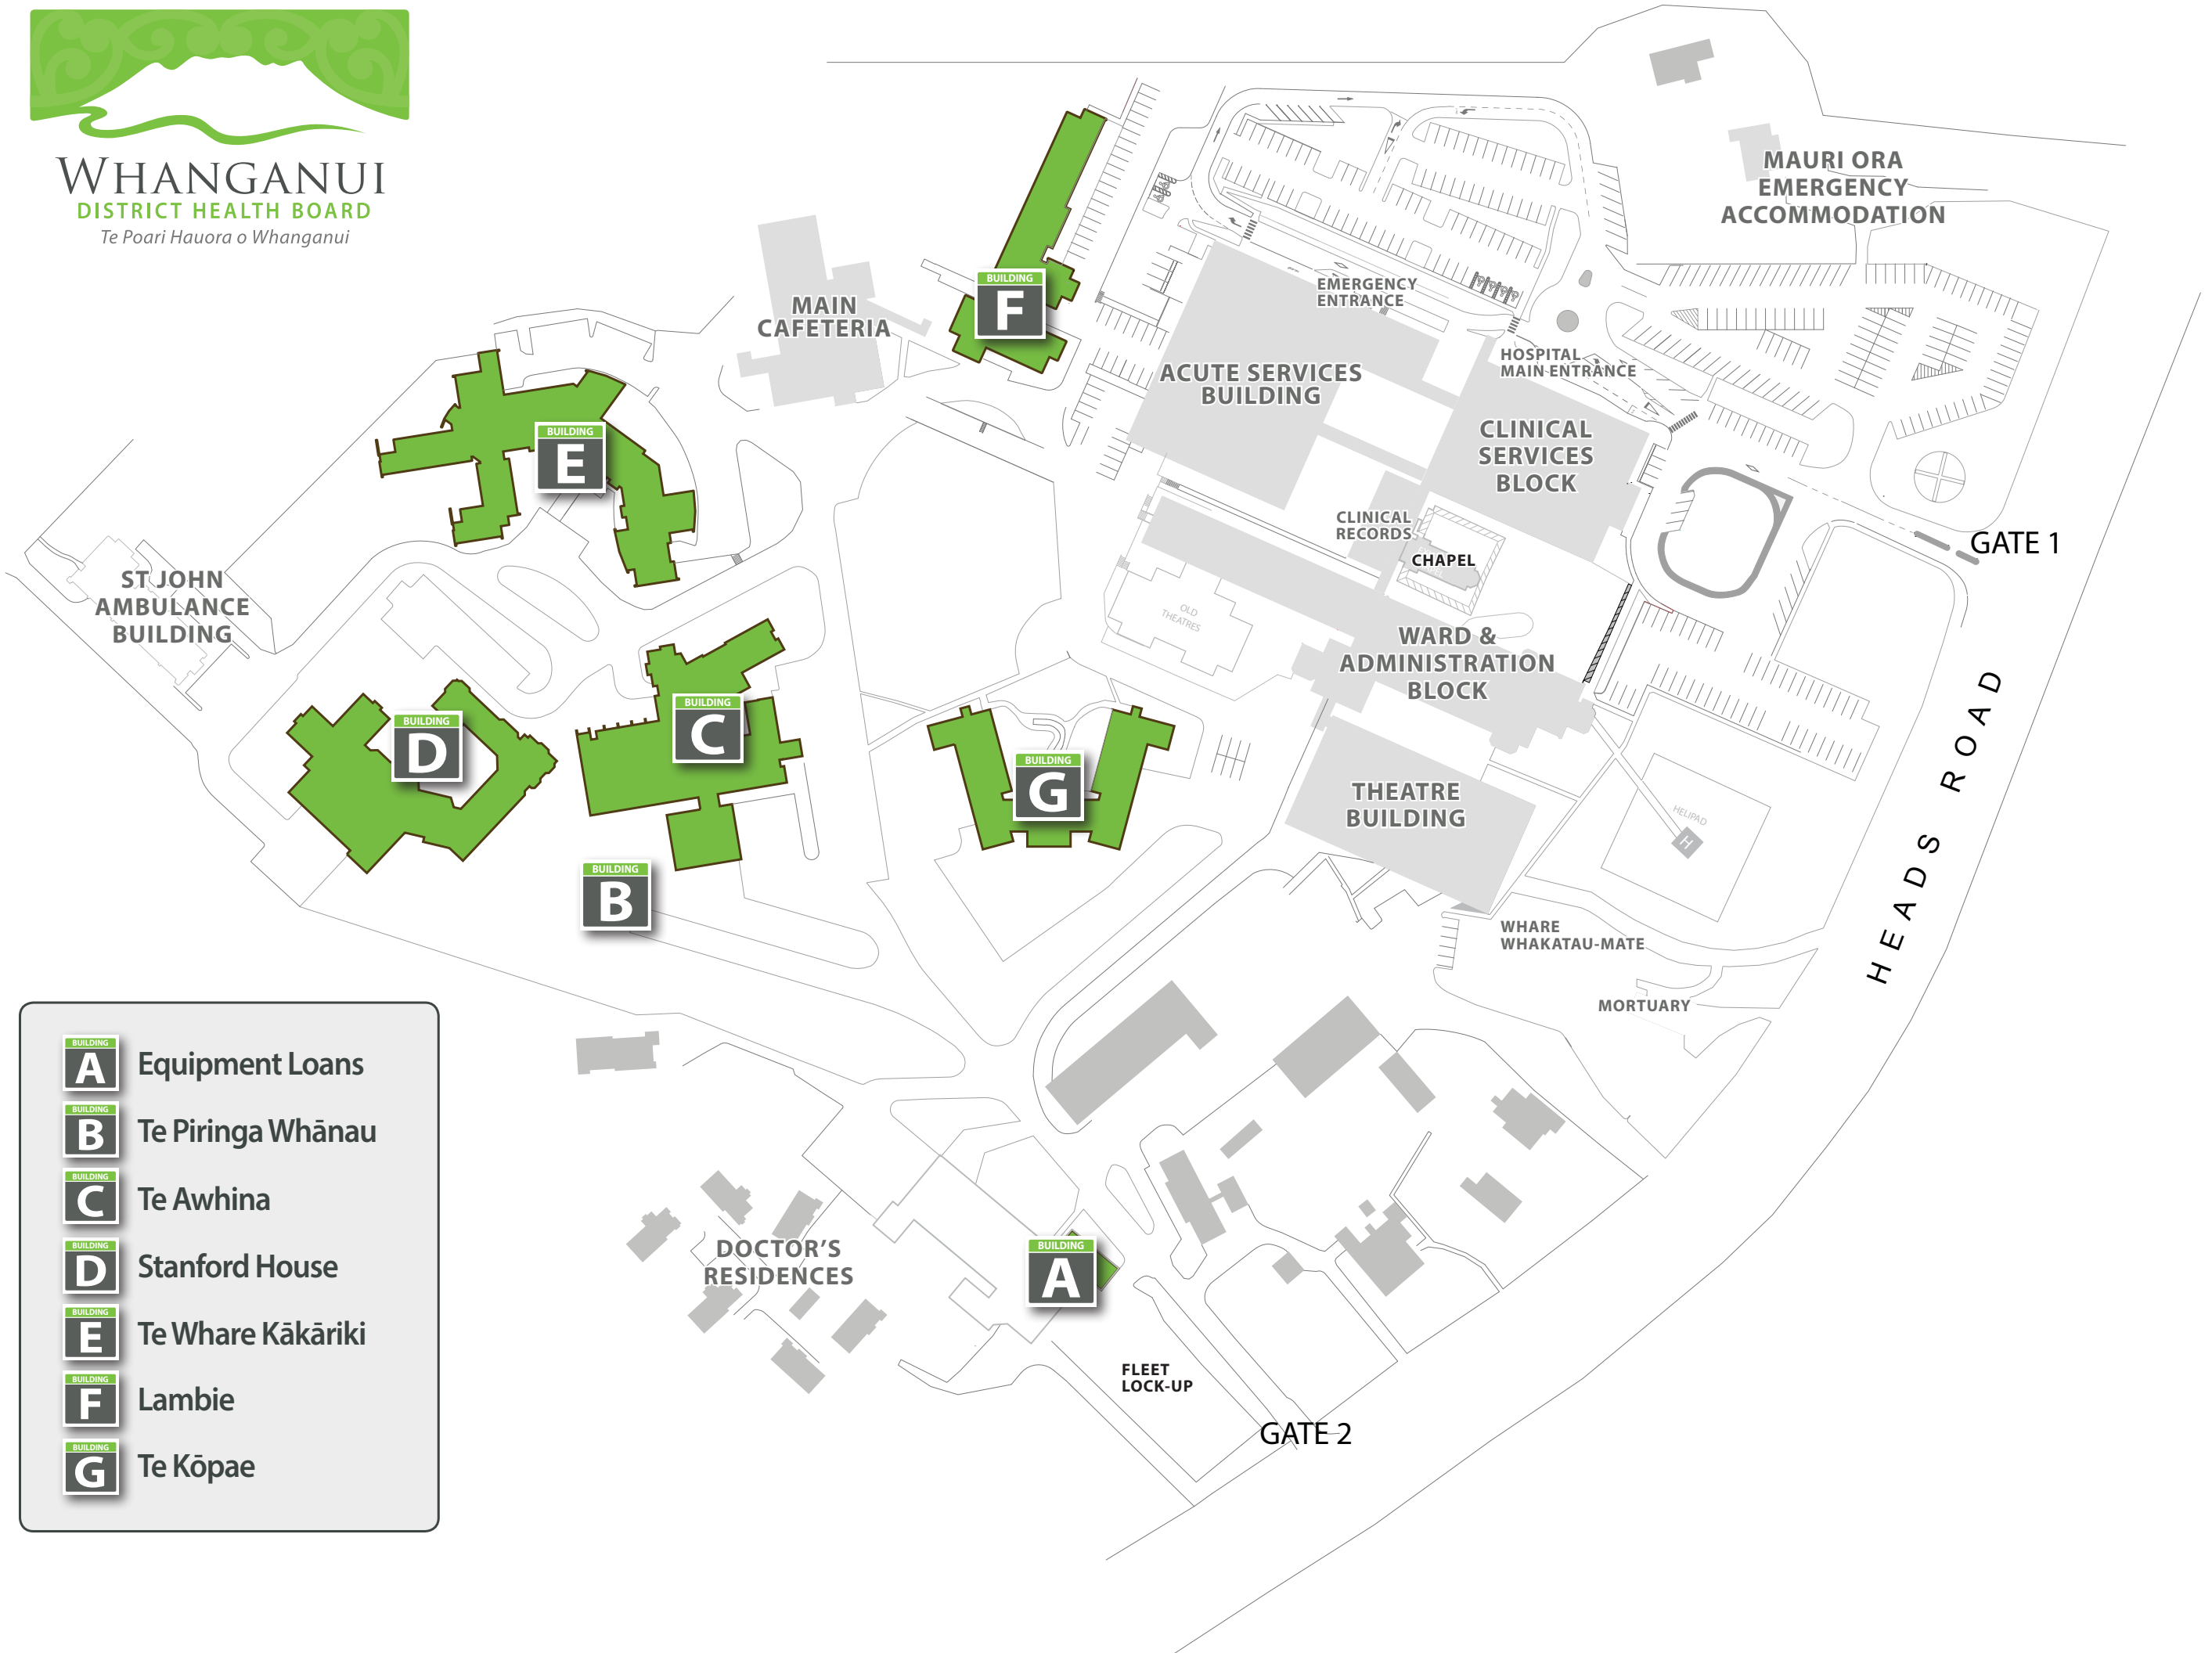 WHANGANUI
DISTRICT HEALTH BOARD
Te Poari Hauora o Whanganui
MAURI ORA
EMERGENCY
ACCOMMODATION
BUILDING
F
MAIN
CAFETERIA
EMERGENCY
ENTRANCE
HOSPITAL
MAIN ENTRANCE
ACUTE SERVICES
BUILDING
CLINICAL
SERVICES
BLOCK
BUILDING
E
CLINICAL
RECORDS
CHAPEL
GATE 1
ST JOHN
AMBULANCE
BUILDING
OLD
THEATRES
WARD &
ADMINISTRATION
BLOCK
BUILDING
D
BUILDING
C
BUILDING
G
THEATRE
BUILDING
HELIPAD
H
HEADS ROAD
BUILDING
B
WHARE
WHAKATAU-MATE
MORTUARY
DOCTOR'S
RESIDENCES
BUILDING
A
FLEET
LOCK-UP
GATE 2
BUILDING
A Equipment Loans
BUILDING
B Te Piringa Whānau
BUILDING
C Te Awhina
BUILDING
D Stanford House
BUILDING
E Te Whare Kākāriki
BUILDING
F Lambie
BUILDING
G Te Kōpae